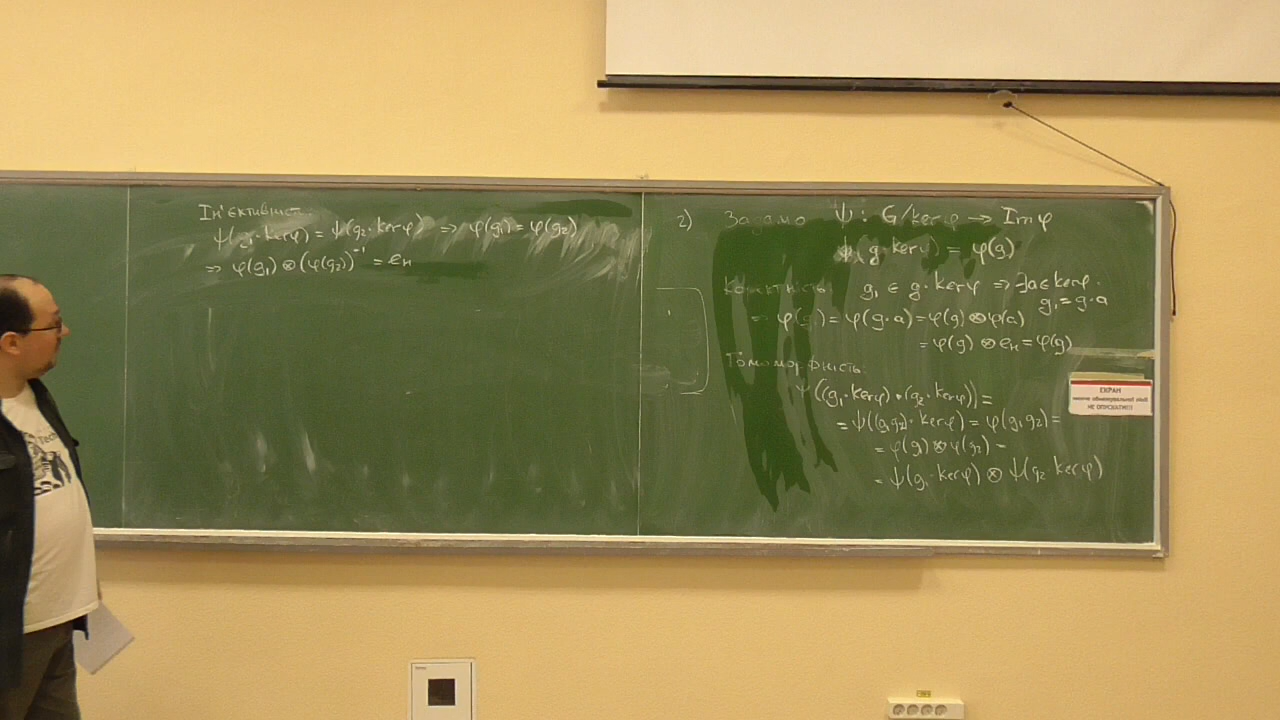 Ін'єктивність:
ψ(g₁·kerφ) = ψ(g₂·kerφ) ⇒ φ(g₁) = φ(g₂)
⇒ φ(g₁) ⊗ (φ(g₂))⁻¹ = e_H
2) Задамо ψ : G/kerφ → Imφ
ψ(g·kerφ) = φ(g)
Коректність: g₁ ∈ g·kerφ ⇒ ∃a∈kerφ:
g₁ = g·a
⇒ φ(g₁) = φ(g·a) = φ(g) ⊗ φ(a)
= φ(g) ⊗ e_H = φ(g)
Гомоморфність:
ψ((g₁·kerφ)•(g₂·kerφ)) =
= ψ((g₁g₂)·kerφ) = φ(g₁g₂) =
= φ(g₁) ⊗ φ(g₂) =
= ψ(g₁·kerφ) ⊗ ψ(g₂·kerφ)
ЕКРАН
НЕ ОПУСКАТИ!!!